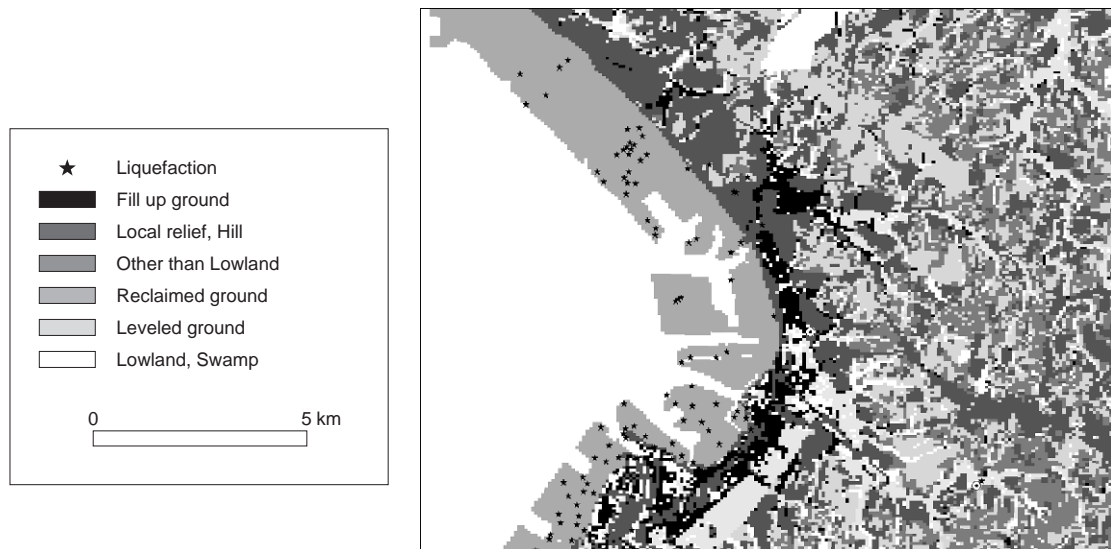 Liquefaction
Fill up ground
Local relief, Hill
Other than Lowland
Reclaimed ground
Leveled ground
Lowland, Swamp
0 5 km